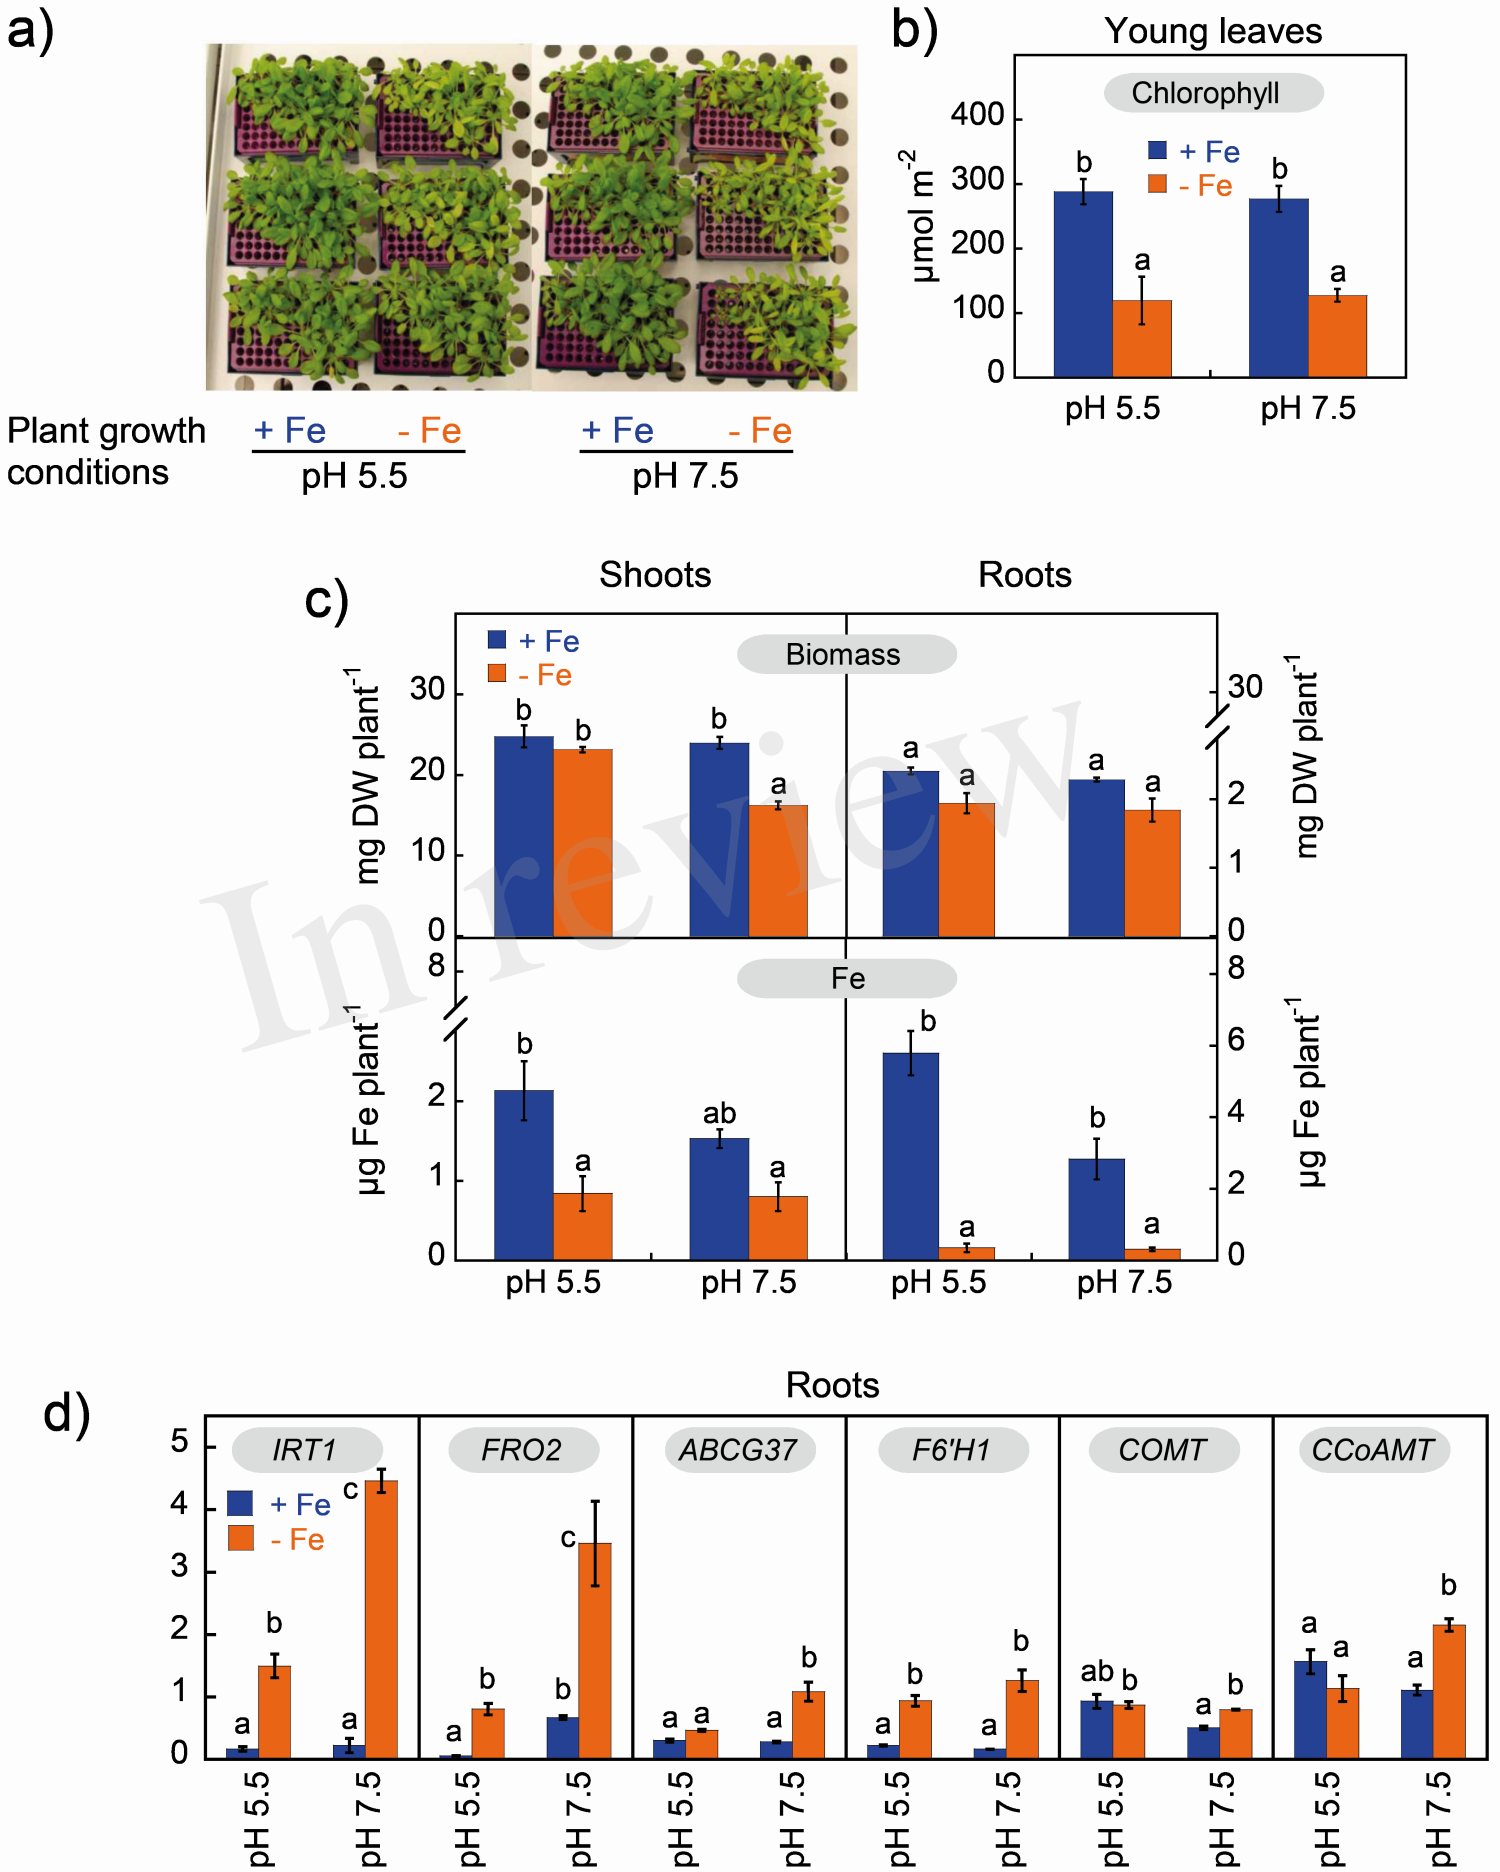 a)
Plant growth
conditions
+ Fe - Fe
pH 5.5
+ Fe - Fe
pH 7.5
b)
Young leaves
Chlorophyll
+ Fe
- Fe
µmol m-2
400
300
200
100
0
b
a
b
a
pH 5.5 pH 7.5
c)
Shoots Roots
Biomass
+ Fe
- Fe
mg DW plant-1
30
20
10
0
b
b
b
a
a
a
a
a
30
2
1
0
mg DW plant-1
Fe
µg Fe plant-1
8
2
1
0
b
a
ab
a
b
a
b
a
8
6
4
2
0
µg Fe plant-1
pH 5.5 pH 7.5 pH 5.5 pH 7.5
In review
d)
Roots
5
4
3
2
1
0
IRT1 FRO2 ABCG37 F6'H1 COMT CCoAMT
+ Fe
- Fe
a b a c
a b b c
a a a b
a b a b
ab b a b
a a a b
pH 5.5 pH 7.5 pH 5.5 pH 7.5 pH 5.5 pH 7.5 pH 5.5 pH 7.5 pH 5.5 pH 7.5 pH 5.5 pH 7.5